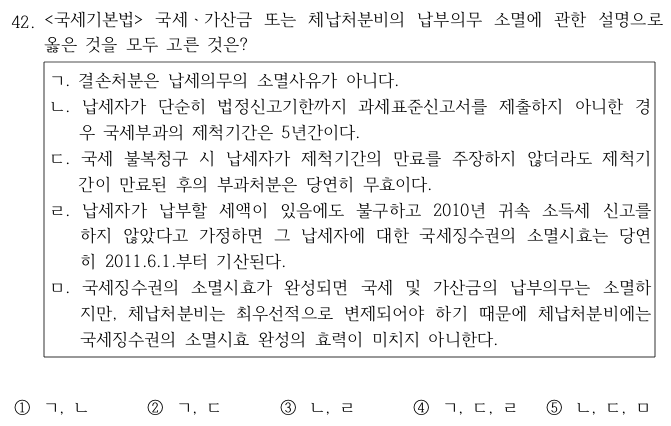 42. <국세기본법> 국세ㆍ가산금 또는 체납처분비의 납부의무 소멸에 관한 설명으로
옳은 것을 모두 고른 것은?
ㄱ. 결손처분은 납세의무의 소멸사유가 아니다.
ㄴ. 납세자가 단순히 법정신고기한까지 과세표준신고서를 제출하지 아니한 경
우 국세부과의 제척기간은 5년간이다.
ㄷ. 국세 불복청구 시 납세자가 제척기간의 만료를 주장하지 않더라도 제척기
간이 만료된 후의 부과처분은 당연히 무효이다.
ㄹ. 납세자가 납부할 세액이 있음에도 불구하고 2010년 귀속 소득세 신고를
하지 않았다고 가정하면 그 납세자에 대한 국세징수권의 소멸시효는 당연
히 2011.6.1.부터 기산된다.
ㅁ. 국세징수권의 소멸시효가 완성되면 국세 및 가산금의 납부의무는 소멸하
지만, 체납처분비는 최우선적으로 변제되어야 하기 때문에 체납처분비에는
국세징수권의 소멸시효 완성의 효력이 미치지 아니한다.
① ㄱ, ㄴ ② ㄱ, ㄷ ③ ㄴ, ㄹ ④ ㄱ, ㄷ, ㄹ ⑤ ㄴ, ㄷ, ㅁ